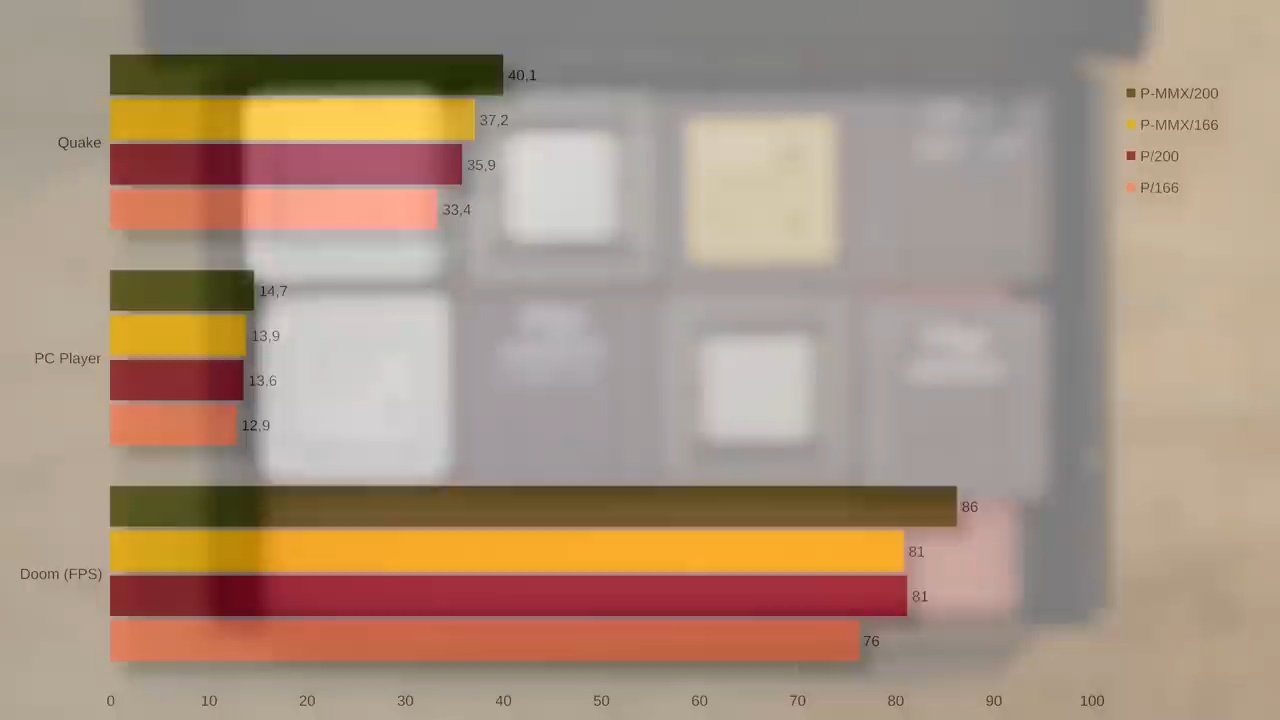 40,1
37,2
Quake
35,9
33,4
14,7
13,9
PC Player
13,6
12,9
86
81
Doom (FPS)
81
76
0 10 20 30 40 50 60 70 80 90 100
P-MMX/200
P-MMX/166
P/200
P/166